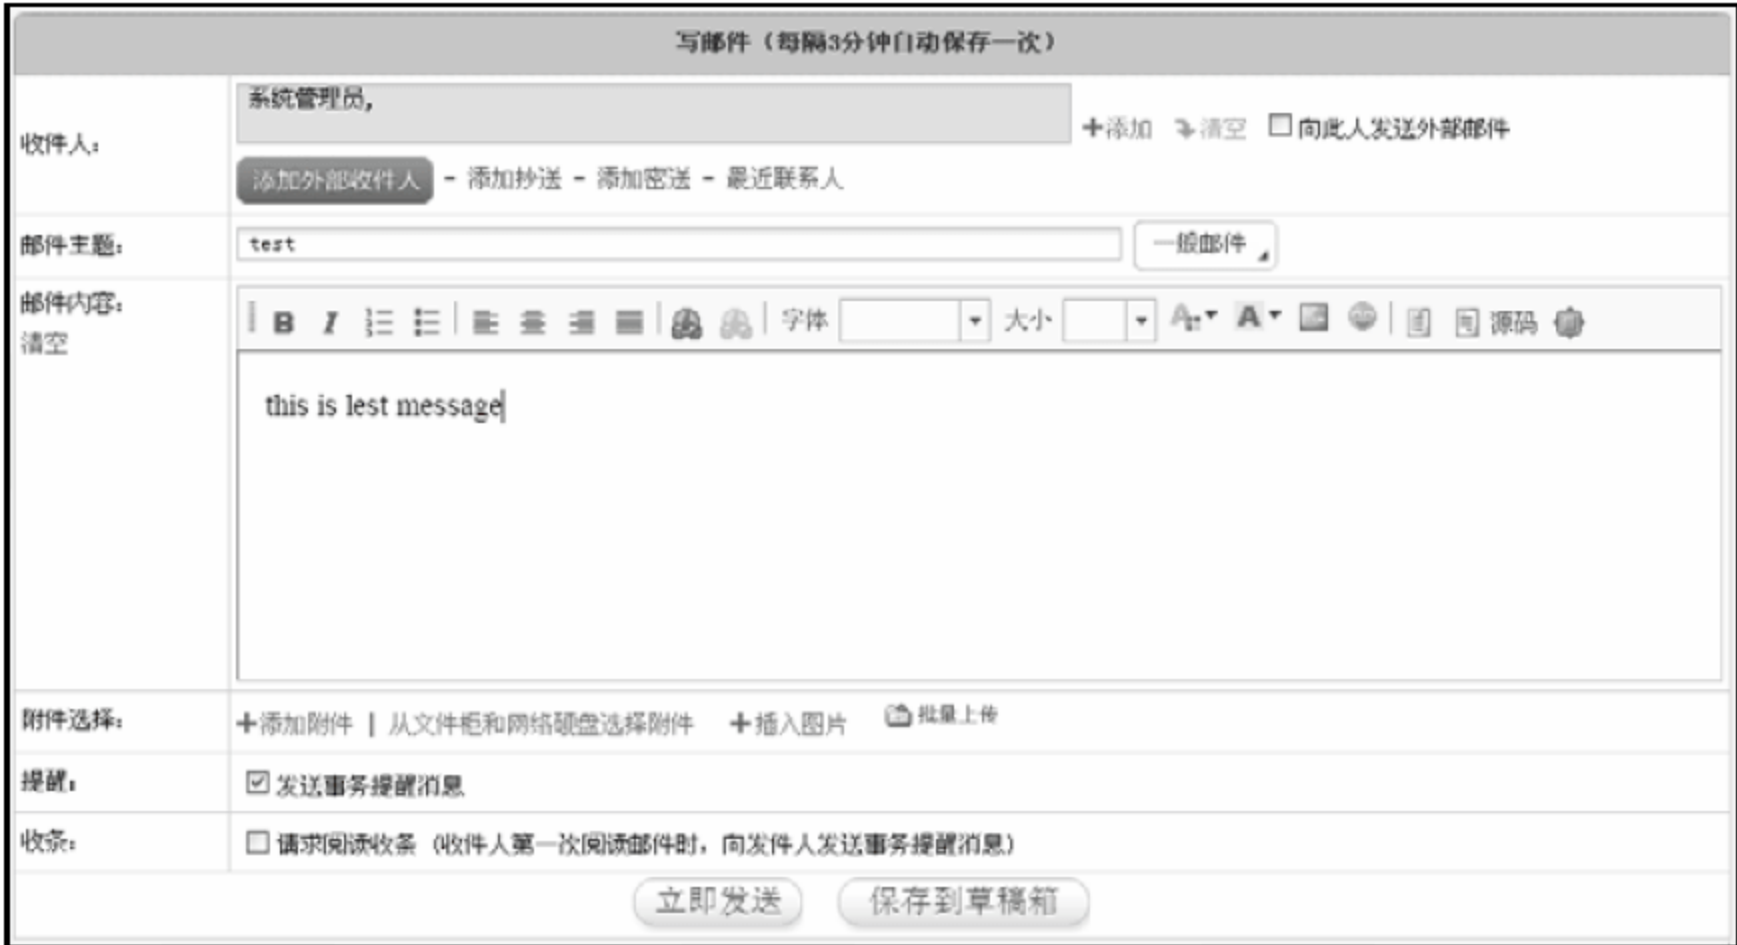 写邮件（每隔3分钟自动保存一次）
收件人：
系统管理员,
添加 清空 向此人发送外部邮件
添加外部收件人 - 添加抄送 - 添加密送 - 最近联系人
邮件主题： test 一般邮件
邮件内容：
清空
B I 字体 大小 A A 源码
this is lest message
附件选择： 添加附件 | 从文件柜和网络硬盘选择附件 插入图片 批量上传
提醒： 发送事务提醒消息
收条： 请求阅读收条（收件人第一次阅读邮件时，向发件人发送事务提醒消息）
立即发送 保存到草稿箱